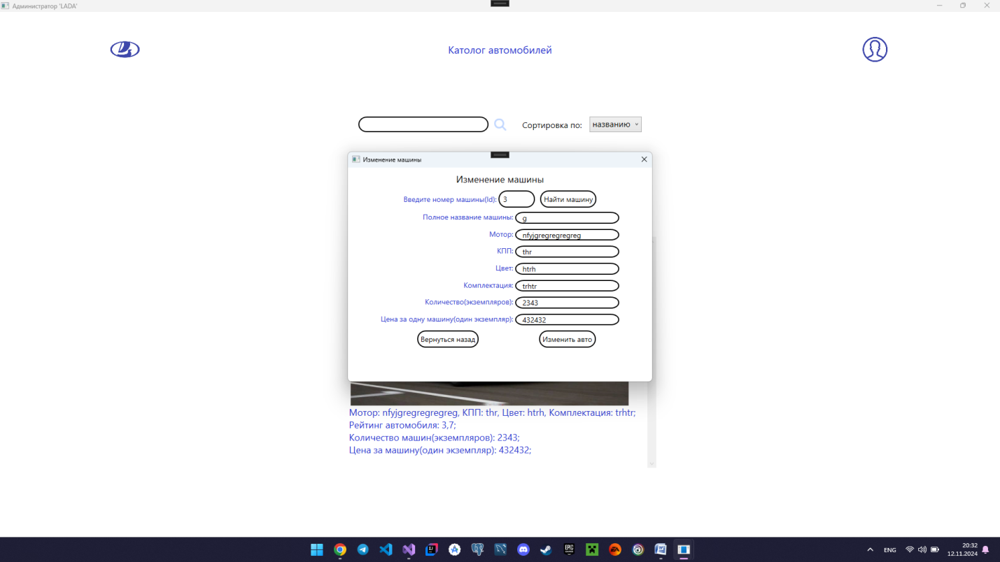 Администратор 'LADA'
Католог автомобилей
Сортировка по: названию
Изменение машины
Изменение машины
Введите номер машины(Id): 3 Найти машину
Полное название машины: g
Мотор: nfyjgregregregreg
КПП: thr
Цвет: htrh
Комплектация: trhtr
Количество(экземпляров): 2343
Цена за одну машину(один экземпляр): 432432
Вернуться назад Изменить авто
Мотор: nfyjgregregregreg, КПП: thr, Цвет: htrh, Комплектация: trhtr;
Рейтинг автомобиля: 3,7;
Количество машин(экземпляров): 2343;
Цена за машину(один экземпляр): 432432;
EPIC
EA
ENG
20:32
12.11.2024